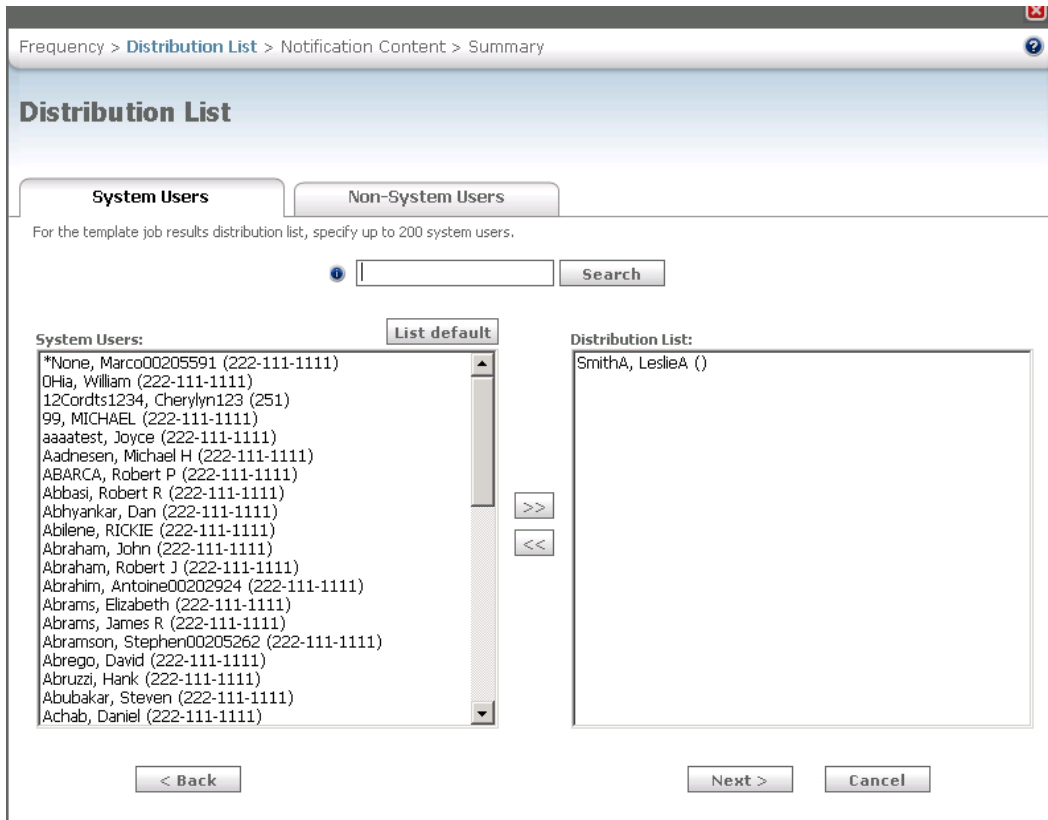 Frequency > Distribution List > Notification Content > Summary
Distribution List
System Users
Non-System Users
For the template job results distribution list, specify up to 200 system users.
Search
System Users:
List default
Distribution List:
*None, Marco00205591 (222-111-1111)
0Hia, William (222-111-1111)
12Cordts1234, Cherylyn123 (251)
99, MICHAEL (222-111-1111)
aaaatest, Joyce (222-111-1111)
Aadnesen, Michael H (222-111-1111)
ABARCA, Robert P (222-111-1111)
Abbasi, Robert R (222-111-1111)
Abhyankar, Dan (222-111-1111)
Abilene, RICKIE (222-111-1111)
Abraham, John (222-111-1111)
Abraham, Robert J (222-111-1111)
Abrahim, Antoine00202924 (222-111-1111)
Abrams, Elizabeth (222-111-1111)
Abrams, James R (222-111-1111)
Abramson, Stephen00205262 (222-111-1111)
Abrego, David (222-111-1111)
Abruzzi, Hank (222-111-1111)
Abubakar, Steven (222-111-1111)
Achab, Daniel (222-111-1111)
>>
<<
SmithA, LeslieA ()
< Back
Next >
Cancel